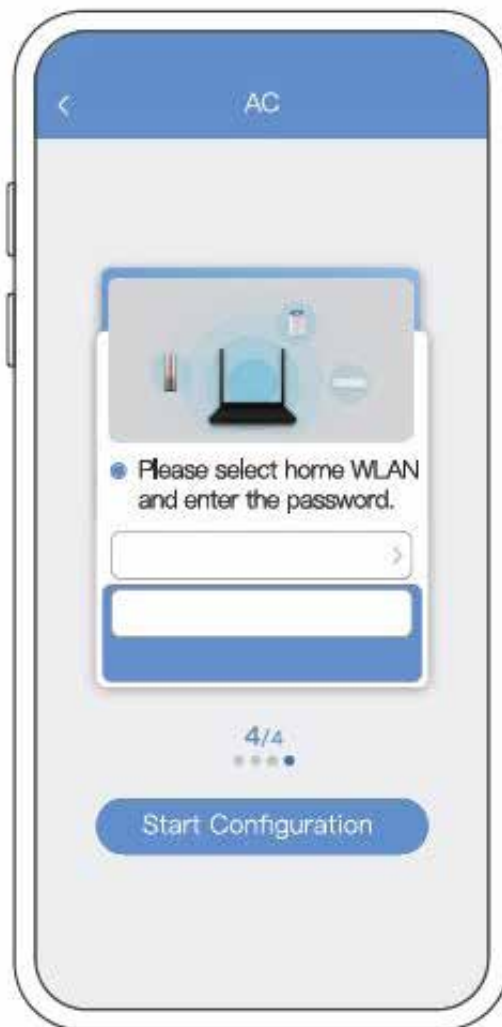 AC
Please select home WLAN
and enter the password.
4/4
Start Configuration